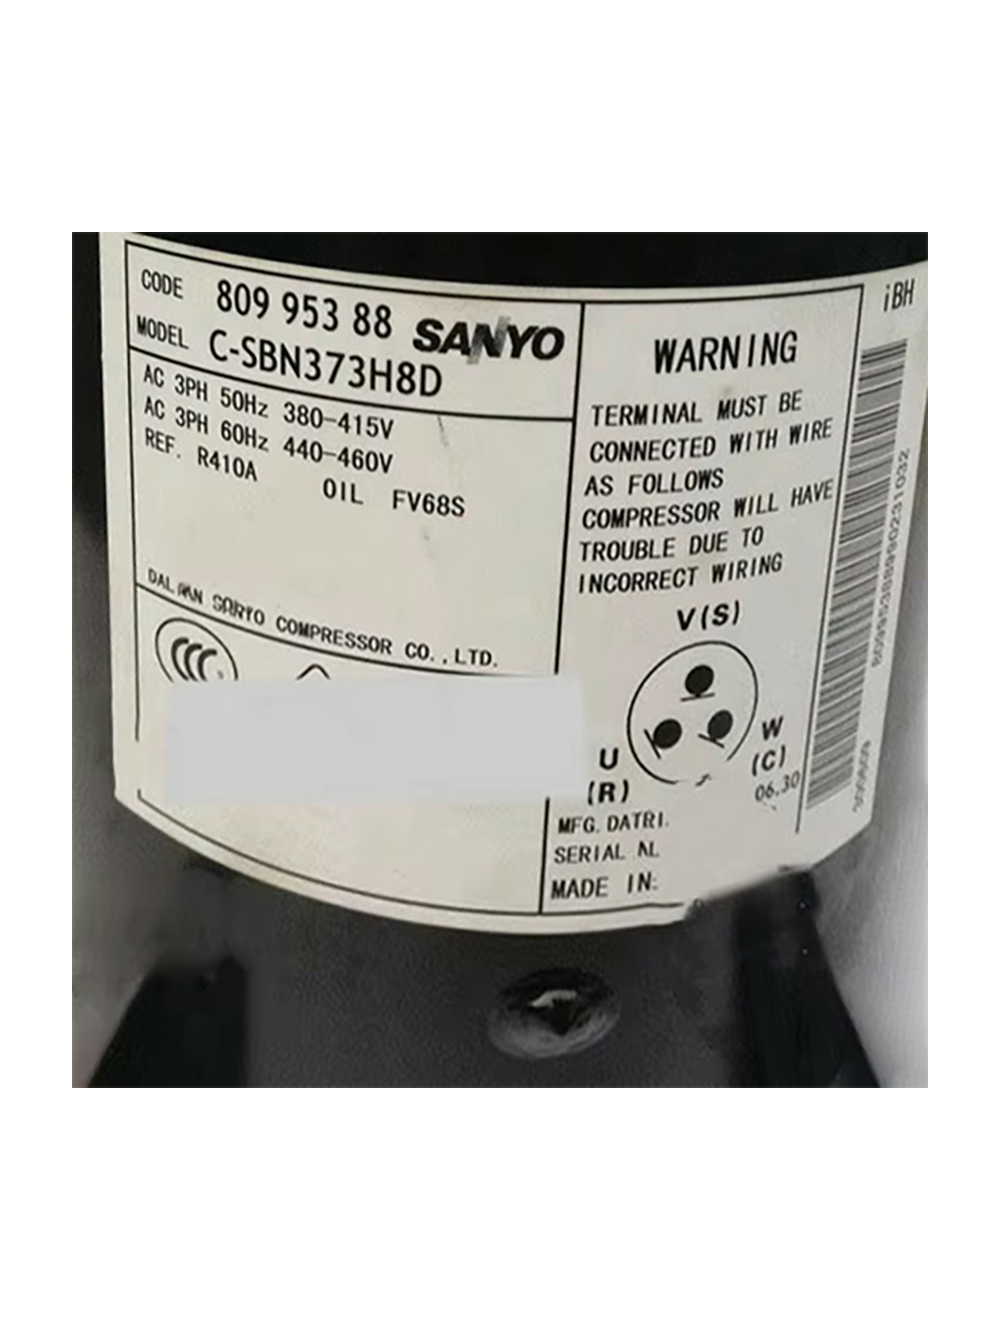 CODE 809 953 88 SANYO
MODEL C-SBN373H8D
AC 3PH 50Hz 380-415V
AC 3PH 60Hz 440-460V
REF. R410A OIL FV68S
SANYO COMPRESSOR CO., LTD.
CCC
iBH
WARNING
TERMINAL MUST BE
CONNECTED WITH WIRE
AS FOLLOWS
COMPRESSOR WILL HAVE
TROUBLE DUE TO
INCORRECT WIRING
V(S)
U
(R)
W
(C)
06.30
MFG. DATRI.
SERIAL NL
MADE IN: